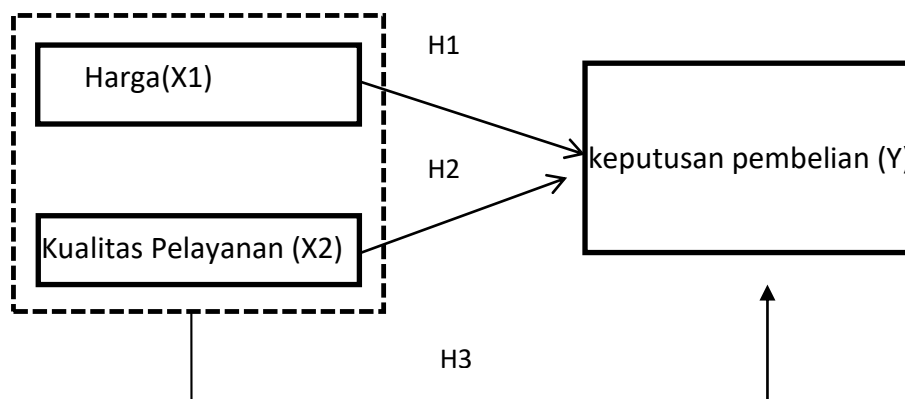 H1
Harga(X1)
keputusan pembelian (Y)
H2
Kualitas Pelayanan (X2)
H3